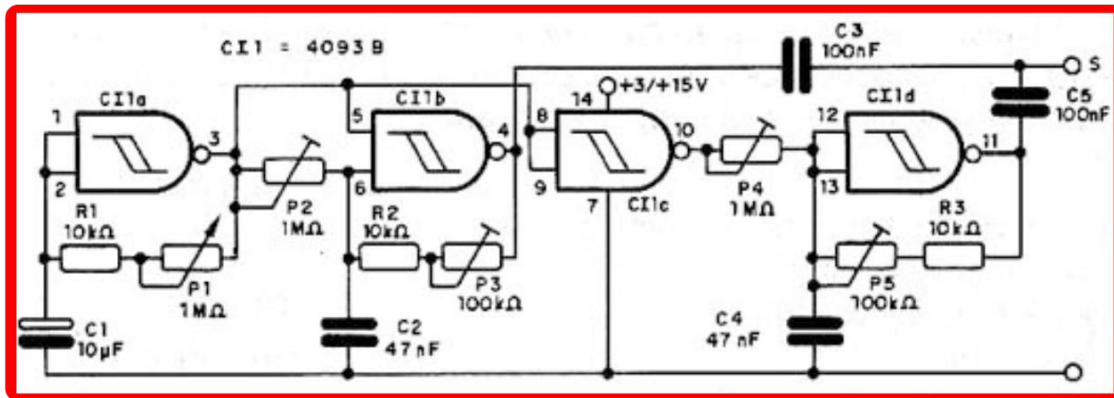 CI1 = 4093B
C3
100nF
S
+3/+15V
C5
100nF
CI1a
CI1b
CI1d
14
1
2
3
5
6
4
8
9
10
7
CI1c
12
13
11
P2
1MΩ
P4
1MΩ
R1
10kΩ
R2
10kΩ
R3
10kΩ
P1
1MΩ
P3
100kΩ
P5
100kΩ
C1
10µF
C2
47nF
C4
47nF